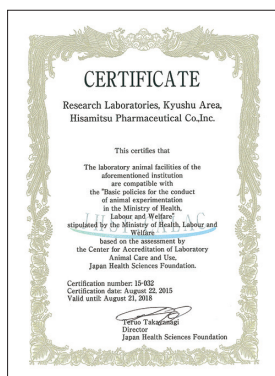 CERTIFICATE
Research Laboratories, Kyushu Area,
Hisamitsu Pharmaceutical Co.,Inc.
This certifies that
The laboratory animal facilities of the
aforementioned institution
are compatible with
the "Basic policies for the conduct
of animal experimentation
in the Ministry of Health,
Labour and Welfare"
stipulated by the Ministry of Health, Labour and
Welfare
based on the assessment by
the Center for Accreditation of Laboratory
Animal Care and Use,
Japan Health Sciences Foundation.
Certification number: 15-032
Certification date: August 22, 2015
Valid until: August 21, 2018
Teruo Takayanagi
Director
Japan Health Sciences Foundation